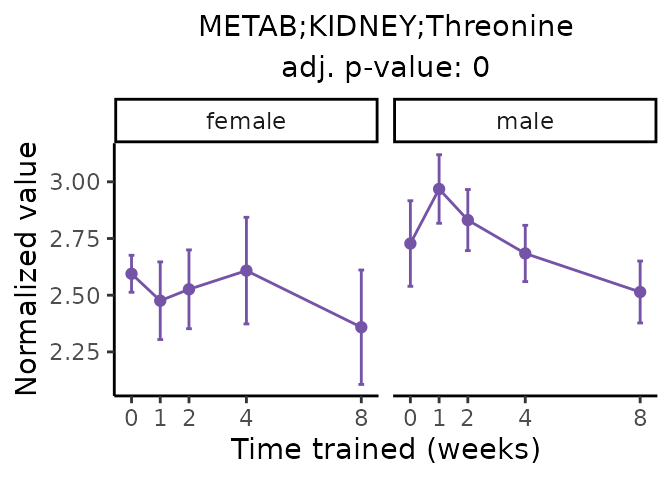 METAB;KIDNEY;Threonine
adj. p-value: 0
female male
Normalized value
3.00
2.75
2.50
2.25
0 1 2 4 8 0 1 2 4 8
Time trained (weeks)